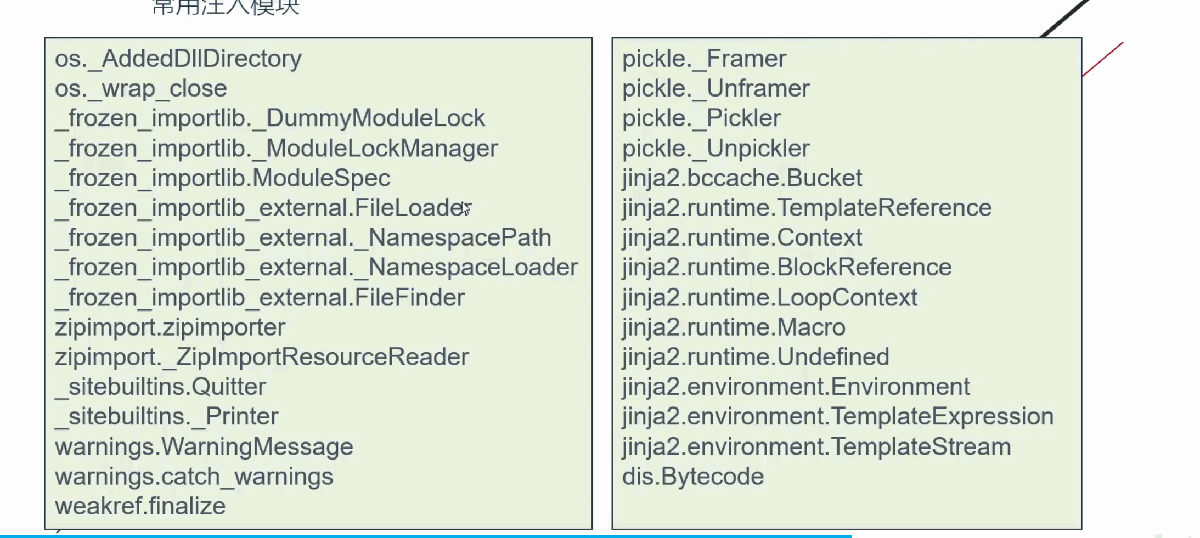 常用注入模块
os._AddedDllDirectory
os._wrap_close
_frozen_importlib._DummyModuleLock
_frozen_importlib._ModuleLockManager
_frozen_importlib.ModuleSpec
_frozen_importlib_external.FileLoader
_frozen_importlib_external._NamespacePath
_frozen_importlib_external._NamespaceLoader
_frozen_importlib_external.FileFinder
zipimport.zipimporter
zipimport._ZipImportResourceReader
_sitebuiltins.Quitter
_sitebuiltins._Printer
warnings.WarningMessage
warnings.catch_warnings
weakref.finalize
pickle._Framer
pickle._Unframer
pickle._Pickler
pickle._Unpickler
jinja2.bccache.Bucket
jinja2.runtime.TemplateReference
jinja2.runtime.Context
jinja2.runtime.BlockReference
jinja2.runtime.LoopContext
jinja2.runtime.Macro
jinja2.runtime.Undefined
jinja2.environment.Environment
jinja2.environment.TemplateExpression
jinja2.environment.TemplateStream
dis.Bytecode